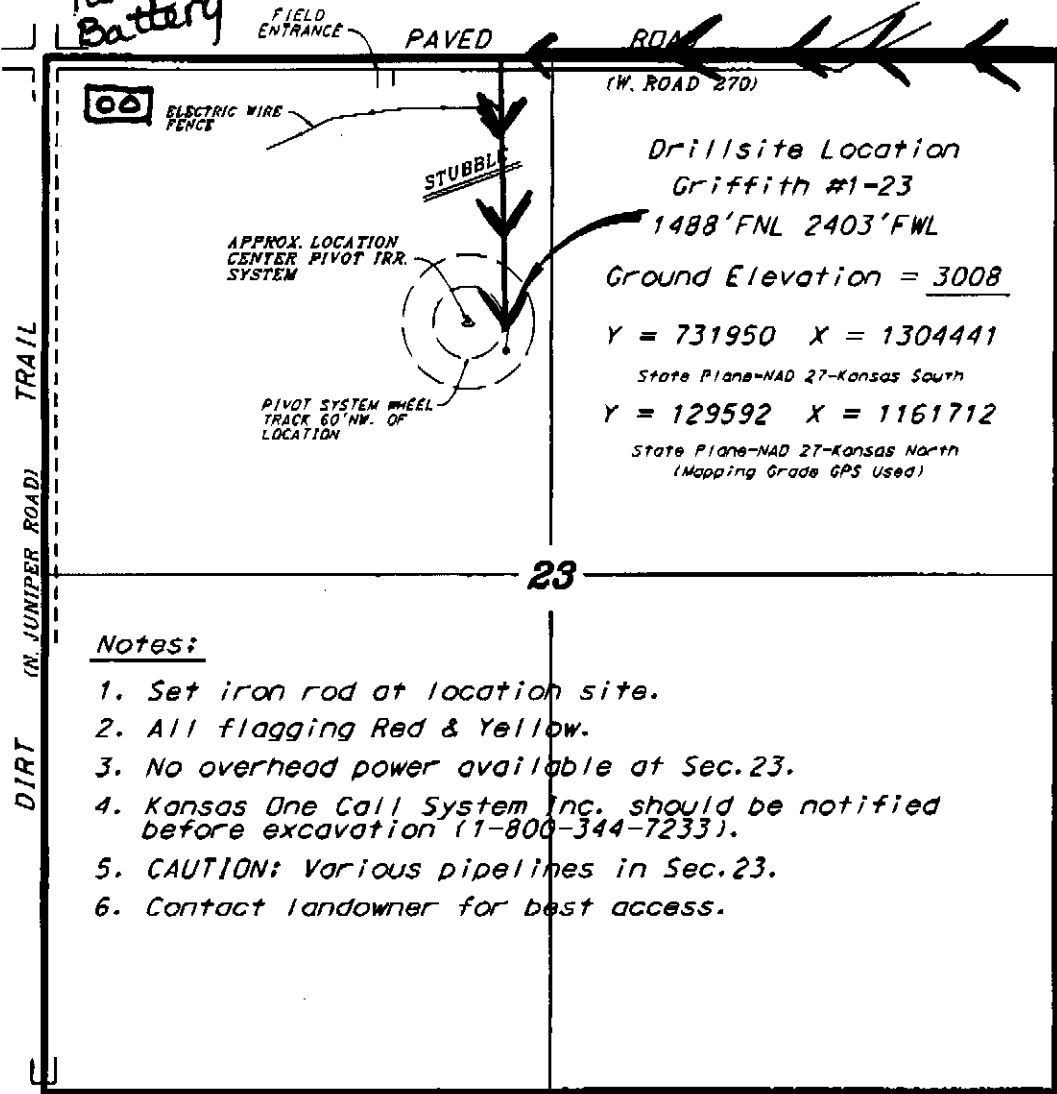 Battery
FIELD
ENTRANCE
PAVED ROAD
(W. ROAD 270)
ELECTRIC WIRE
FENCE
STUBBLE
Drillsite Location
Griffith #1-23
1488'FNL 2403'FWL
APPROX. LOCATION
CENTER PIVOT IRR.
SYSTEM
Ground Elevation = 3008
Y = 731950 X = 1304441
State Plane-NAD 27-Kansas South
PIVOT SYSTEM WHEEL
TRACK 60'NW. OF
LOCATION
Y = 129592 X = 1161712
State Plane-NAD 27-Kansas North
(Mapping Grade GPS Used)
DIRT (N. JUNIPER ROAD) TRAIL
23
Notes:
1. Set iron rod at location site.
2. All flagging Red & Yellow.
3. No overhead power available at Sec.23.
4. Kansas One Call System Inc. should be notified
before excavation (1-800-344-7233).
5. CAUTION: Various pipelines in Sec.23.
6. Contact landowner for best access.